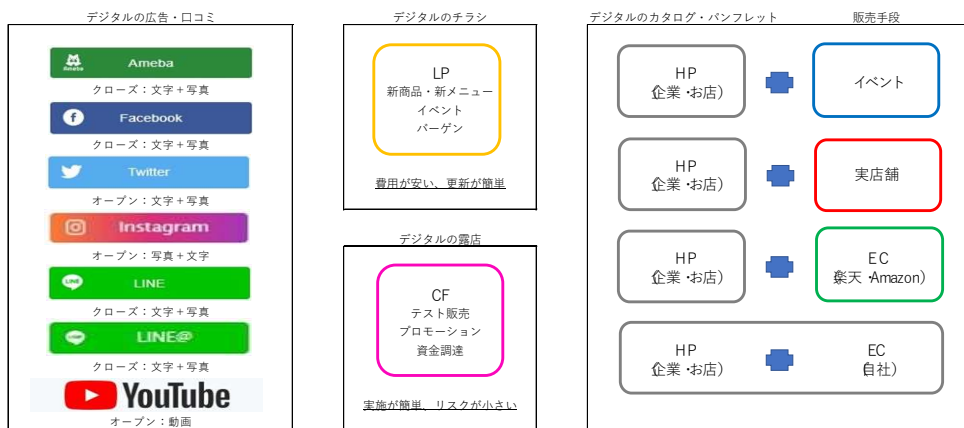 デジタルの広告・口コミ
Ameba
Ameba
クローズ：文字＋写真
Facebook
クローズ：文字＋写真
Twitter
オープン：文字＋写真
Instagram
オープン：写真＋文字
LINE
LINE
クローズ：文字＋写真
LINE@
クローズ：文字＋写真
YouTube
オープン：動画
デジタルのチラシ
LP
新商品・新メニュー
イベント
バーゲン
費用が安い、更新が簡単
デジタルの露店
CF
テスト販売
プロモーション
資金調達
実施が簡単、リスクが小さい
デジタルのカタログ・パンフレット
販売手段
HP
（企業・お店）
イベント
HP
（企業・お店）
実店舗
HP
（企業・お店）
EC
（楽天・Amazon）
HP
（企業・お店）
EC
（自社）